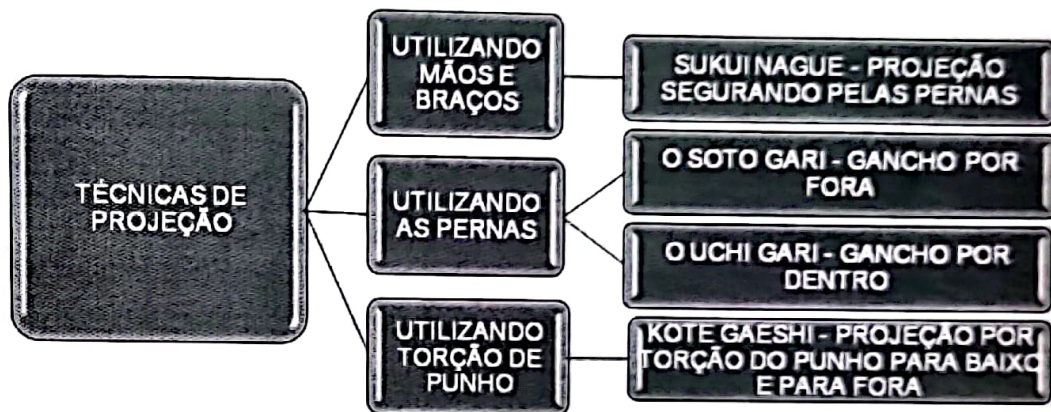 TÉCNICAS DE
PROJEÇÃO
UTILIZANDO
MÃOS E
BRAÇOS
SUKUI NAGUE - PROJEÇÃO
SEGURANDO PELAS PERNAS
UTILIZANDO
AS PERNAS
O SOTO GARI - GANCHO POR
FORA
O UCHI GARI - GANCHO POR
DENTRO
UTILIZANDO
TORÇÃO DE
PUNHO
KOTE GAESHI - PROJEÇÃO POR
TORÇÃO DO PUNHO PARA BAIXO
E PARA FORA